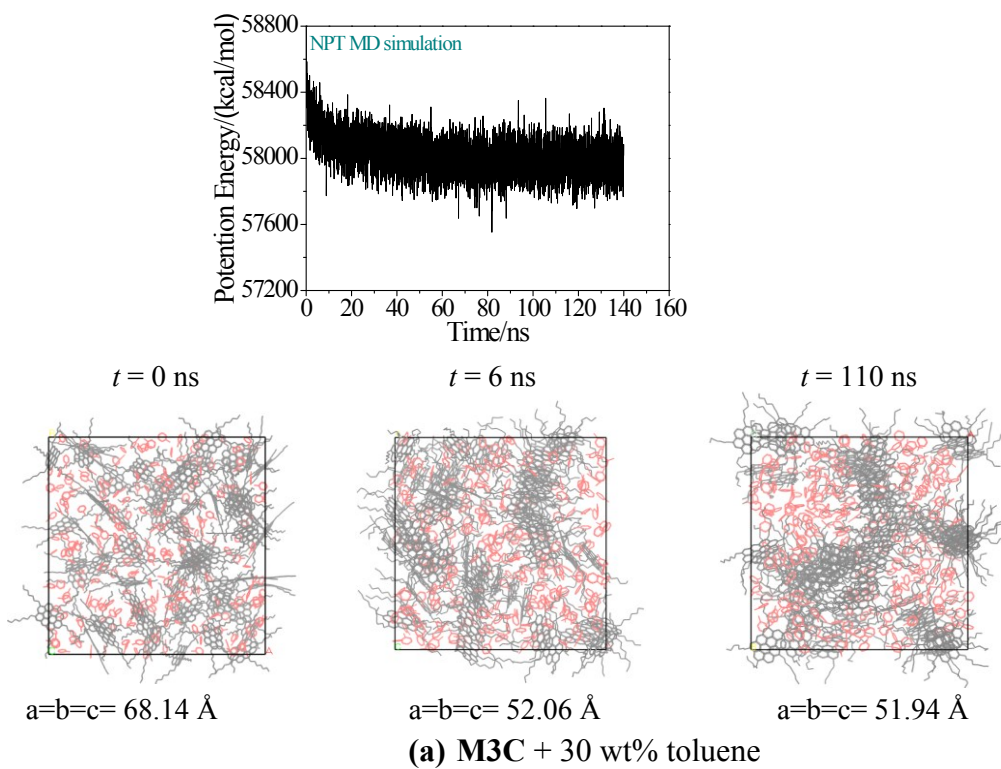 58800
58400
58000
57600
57200
Potention Energy/(kcal/mol)
NPT MD simulation
0 20 40 60 80 100 120 140 160
Time/ns
t = 0 ns t = 6 ns t = 110 ns
a=b=c= 68.14 Å a=b=c= 52.06 Å a=b=c= 51.94 Å
(a) M3C + 30 wt% toluene